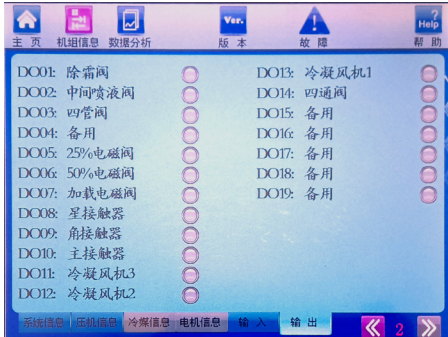 Ver.
Help
主 页
机组信息
数据分析
版 本
故 障
帮 助
DO01: 除霜阀
DO02: 中间喷液阀
DO03: 四管阀
DO04: 备用
DO05: 25%电磁阀
DO06: 50%电磁阀
DO07: 加载电磁阀
DO08: 星接触器
DO09: 角接触器
DO10: 主接触器
DO11: 冷凝风机3
DO12: 冷凝风机2
DO13: 冷凝风机1
DO14: 四通阀
DO15: 备用
DO16: 备用
DO17: 备用
DO18: 备用
DO19: 备用
系统信息
压机信息
冷媒信息
电机信息
输 入
输 出
2